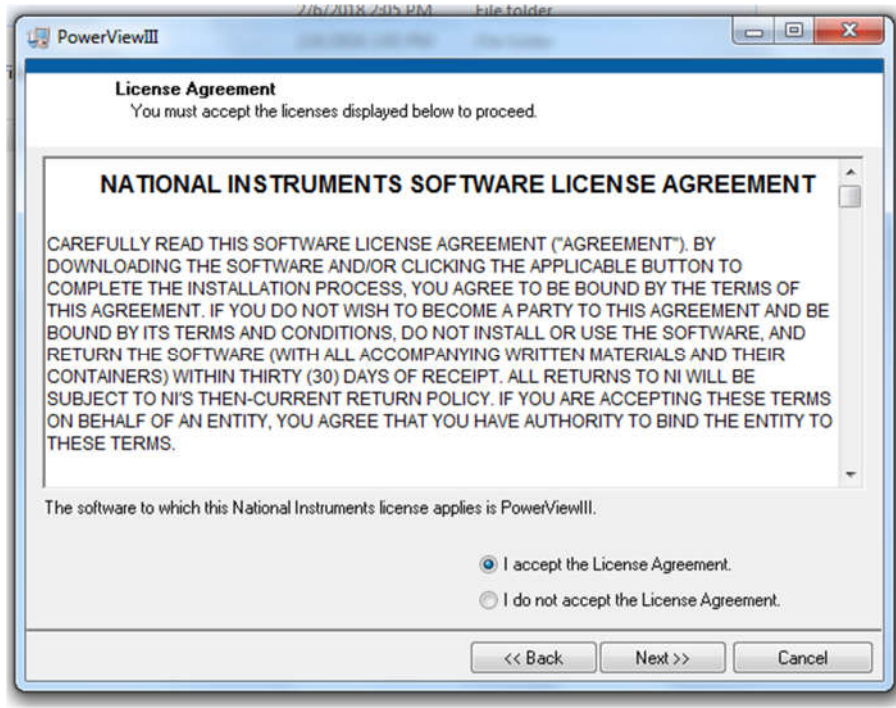 2/6/2018 2:05 PM File folder
PowerViewIII
License Agreement
You must accept the licenses displayed below to proceed.
NATIONAL INSTRUMENTS SOFTWARE LICENSE AGREEMENT
CAREFULLY READ THIS SOFTWARE LICENSE AGREEMENT ("AGREEMENT"). BY
DOWNLOADING THE SOFTWARE AND/OR CLICKING THE APPLICABLE BUTTON TO
COMPLETE THE INSTALLATION PROCESS, YOU AGREE TO BE BOUND BY THE TERMS OF
THIS AGREEMENT. IF YOU DO NOT WISH TO BECOME A PARTY TO THIS AGREEMENT AND BE
BOUND BY ITS TERMS AND CONDITIONS, DO NOT INSTALL OR USE THE SOFTWARE, AND
RETURN THE SOFTWARE (WITH ALL ACCOMPANYING WRITTEN MATERIALS AND THEIR
CONTAINERS) WITHIN THIRTY (30) DAYS OF RECEIPT. ALL RETURNS TO NI WILL BE
SUBJECT TO NI'S THEN-CURRENT RETURN POLICY. IF YOU ARE ACCEPTING THESE TERMS
ON BEHALF OF AN ENTITY, YOU AGREE THAT YOU HAVE AUTHORITY TO BIND THE ENTITY TO
THESE TERMS.
The software to which this National Instruments license applies is PowerViewIII.
I accept the License Agreement.
I do not accept the License Agreement.
<< Back Next >> Cancel